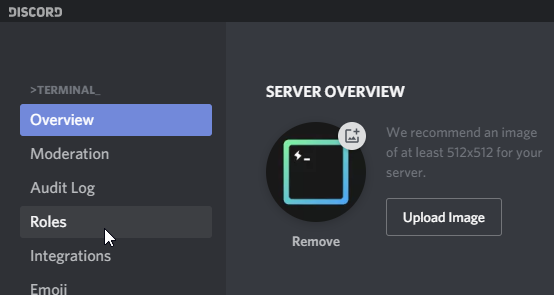 DISCORD
>TERMINAL_
Overview
Moderation
Audit Log
Roles
Integrations
Emoji
SERVER OVERVIEW
We recommend an image
of at least 512x512 for your
server.
Upload Image
Remove